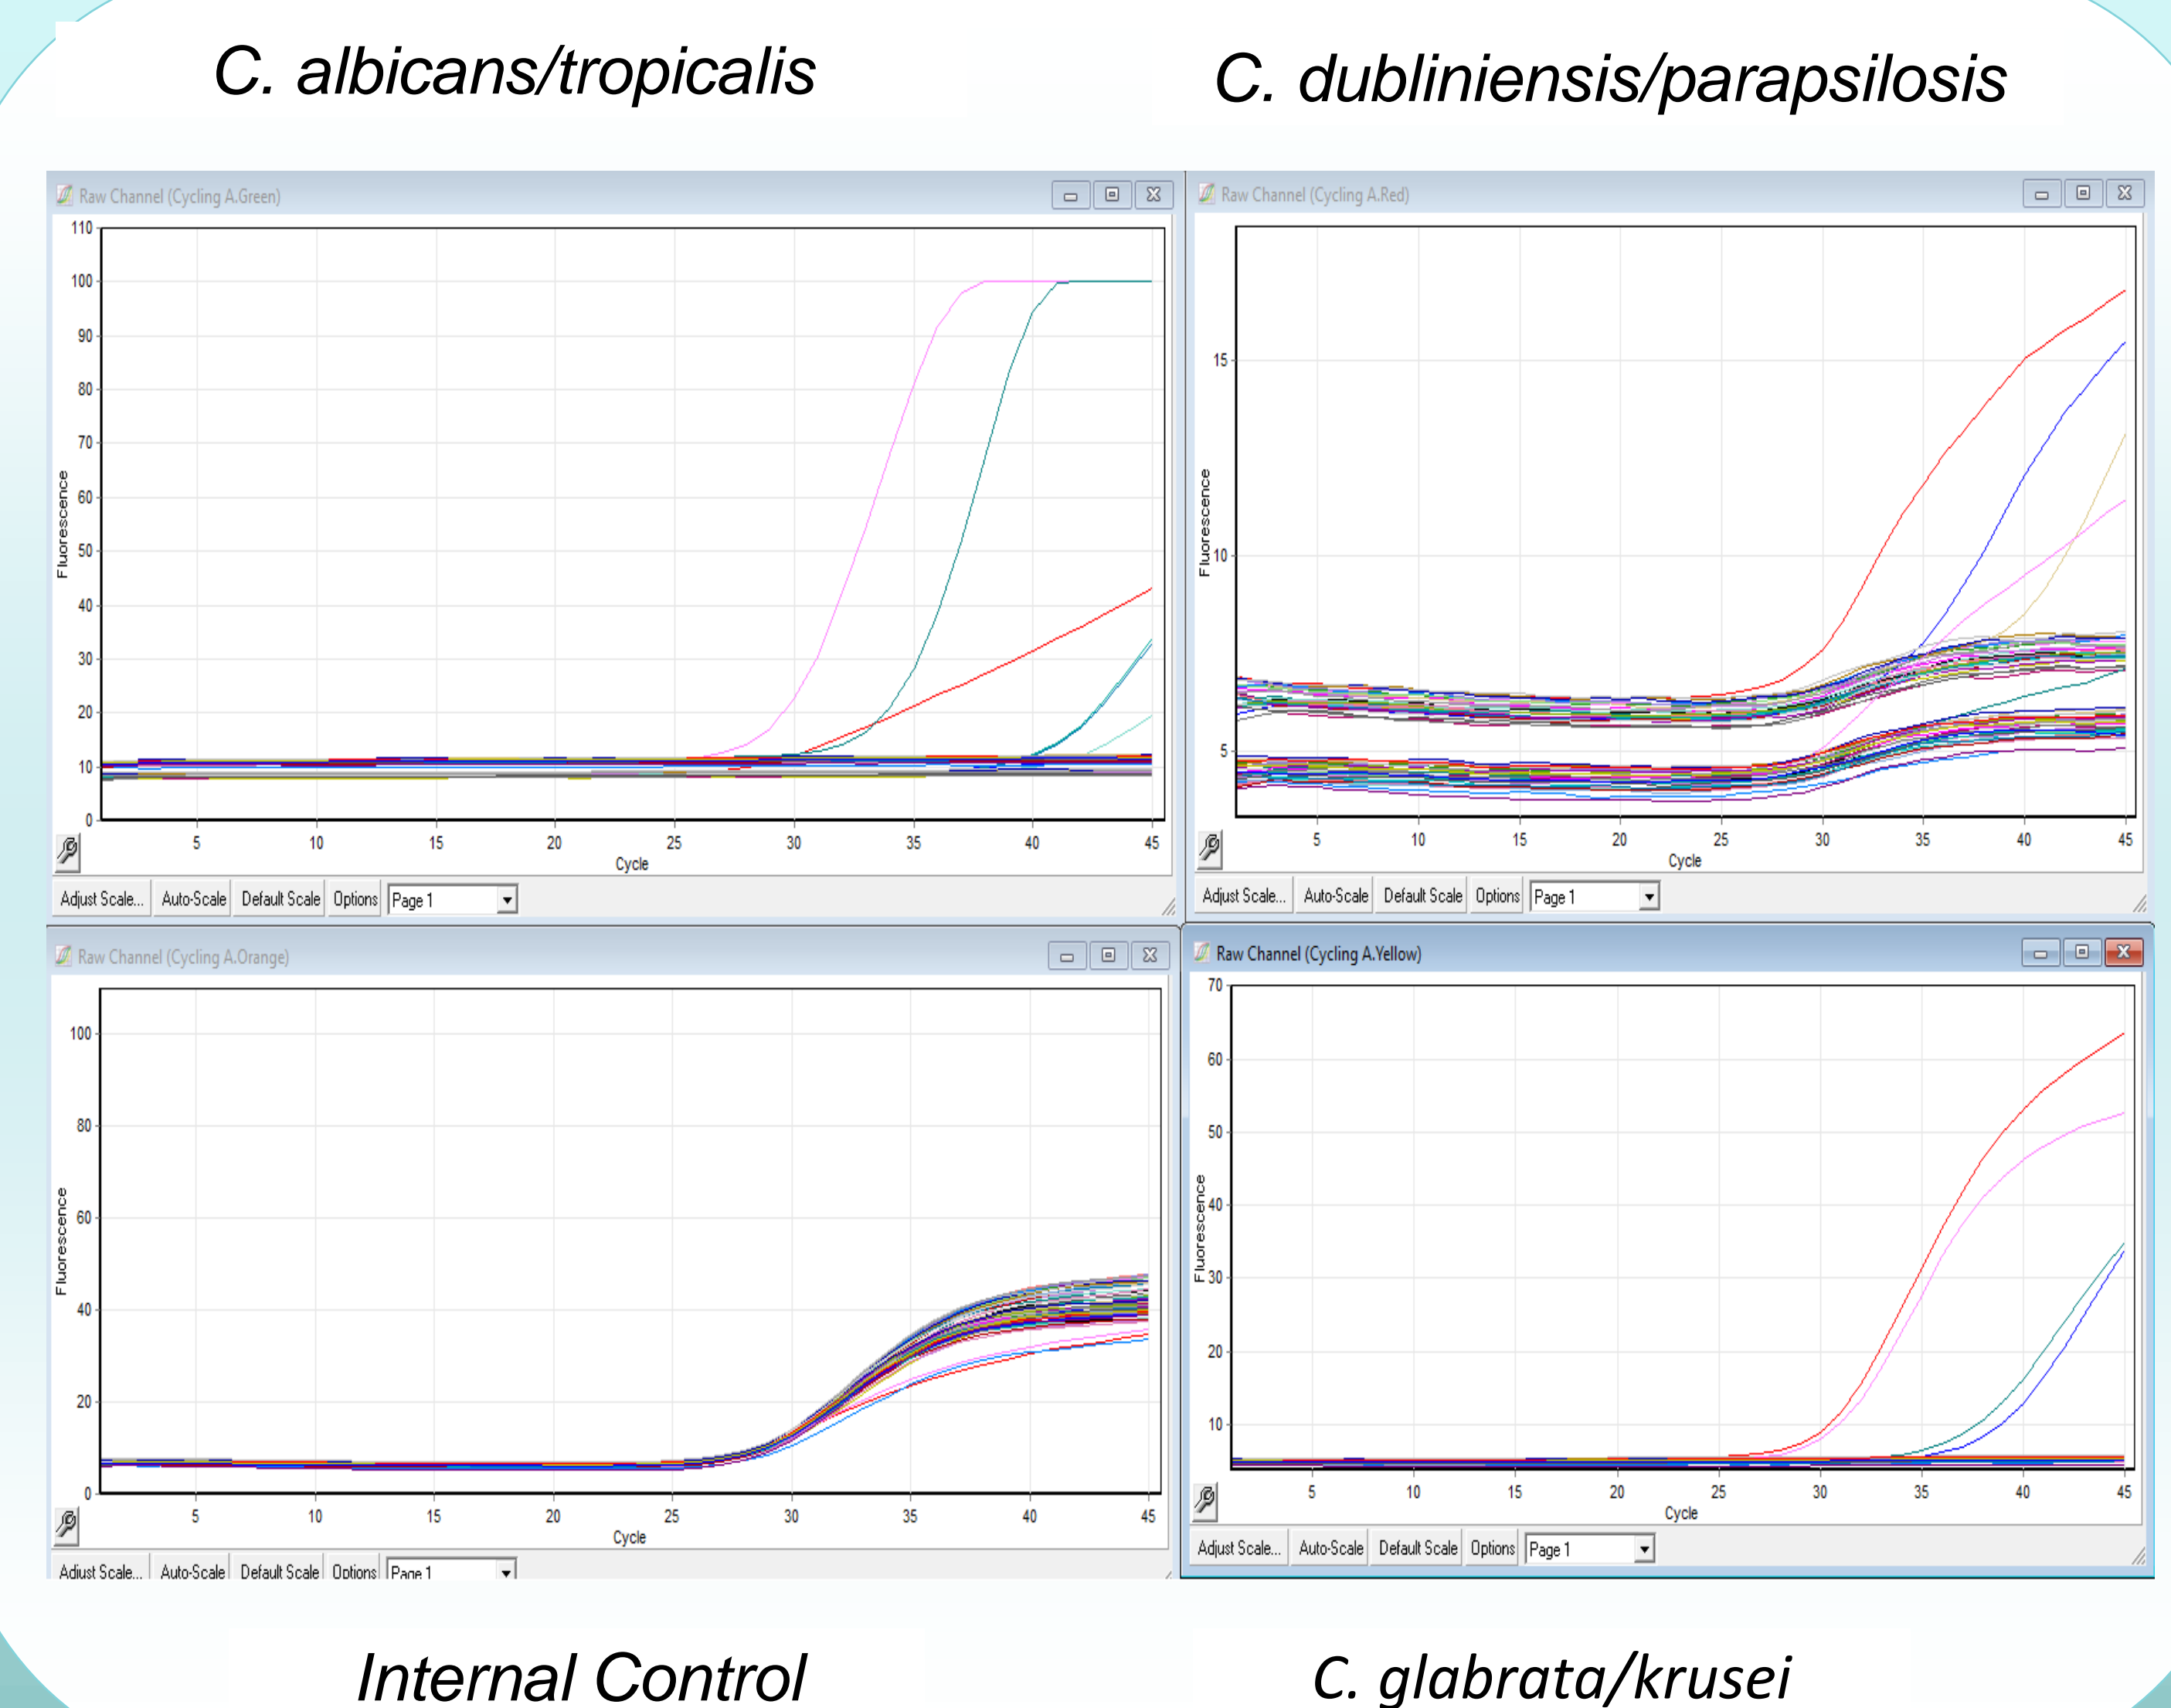 C. albicans/tropicalis
C. dubliniensis/parapsilosis
Raw Channel (Cycling A.Green)
110
100
90
80
70
60
50
40
30
20
10
0
Fluorescence
5 10 15 20 25 30 35 40 45
Cycle
Adjust Scale... Auto-Scale Default Scale Options Page 1
Raw Channel (Cycling A.Red)
15
10
5
Fluorescence
5 10 15 20 25 30 35 40 45
Cycle
Adjust Scale... Auto-Scale Default Scale Options Page 1
Raw Channel (Cycling A.Orange)
100
80
60
40
20
0
Fluorescence
5 10 15 20 25 30 35 40 45
Cycle
Adjust Scale... Auto-Scale Default Scale Options Page 1
Raw Channel (Cycling A.Yellow)
70
60
50
40
30
20
10
Fluorescence
5 10 15 20 25 30 35 40 45
Cycle
Adjust Scale... Auto-Scale Default Scale Options Page 1
Internal Control
C. glabrata/krusei